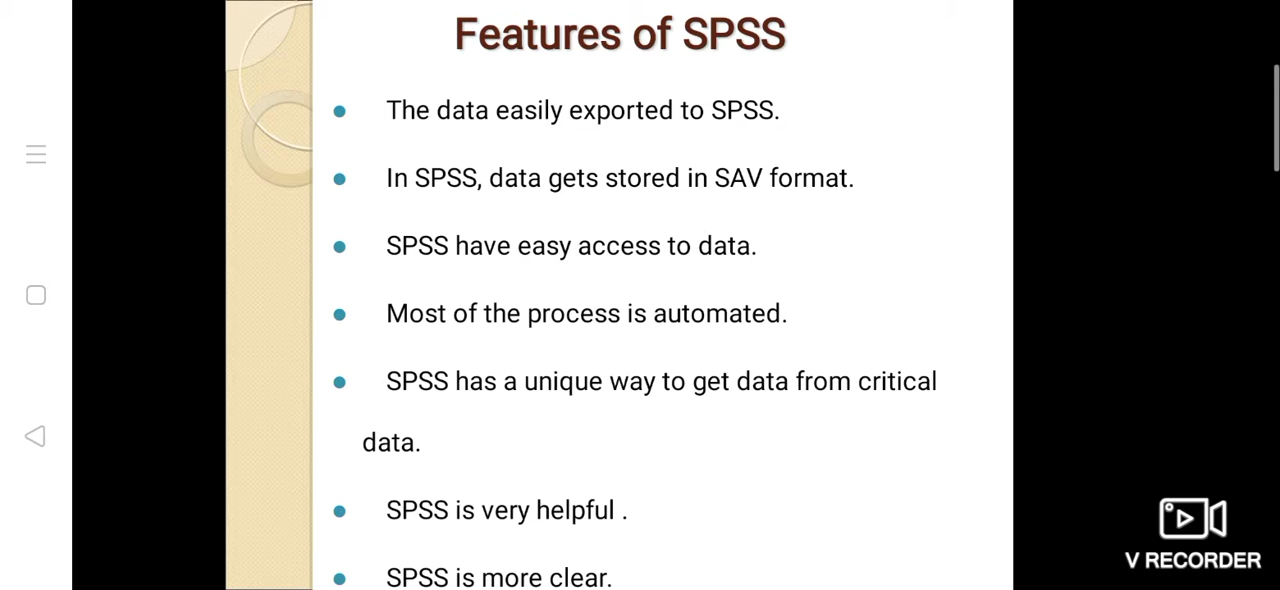 Features of SPSS
The data easily exported to SPSS.
In SPSS, data gets stored in SAV format.
SPSS have easy access to data.
Most of the process is automated.
SPSS has a unique way to get data from critical
data.
SPSS is very helpful .
SPSS is more clear.
V RECORDER